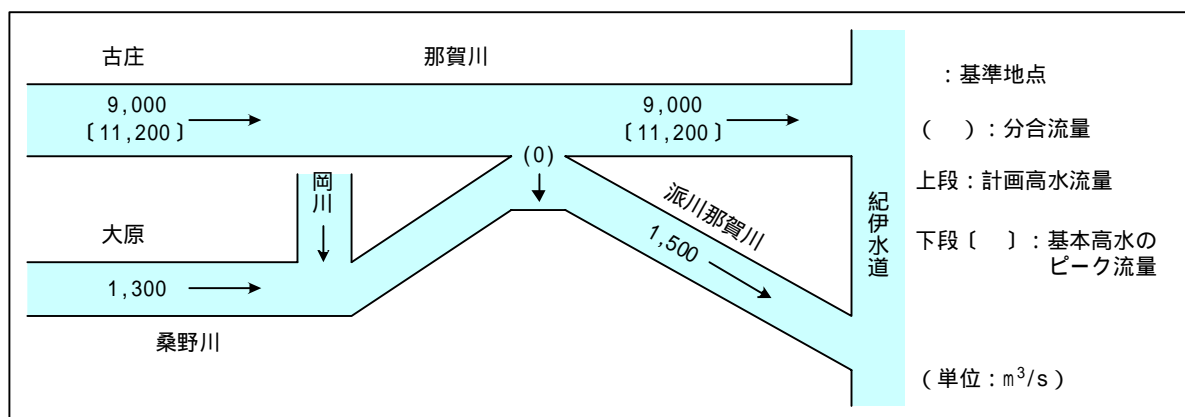 古庄
那賀川
9,000
〔11,200〕
9,000
〔11,200〕
(0)
岡川
大原
1,300
桑野川
派川那賀川
1,500
紀伊水道
：基準地点
(　)：分合流量
上段：計画高水流量
下段〔　〕：基本高水の
ピーク流量
(単位：m³/s)